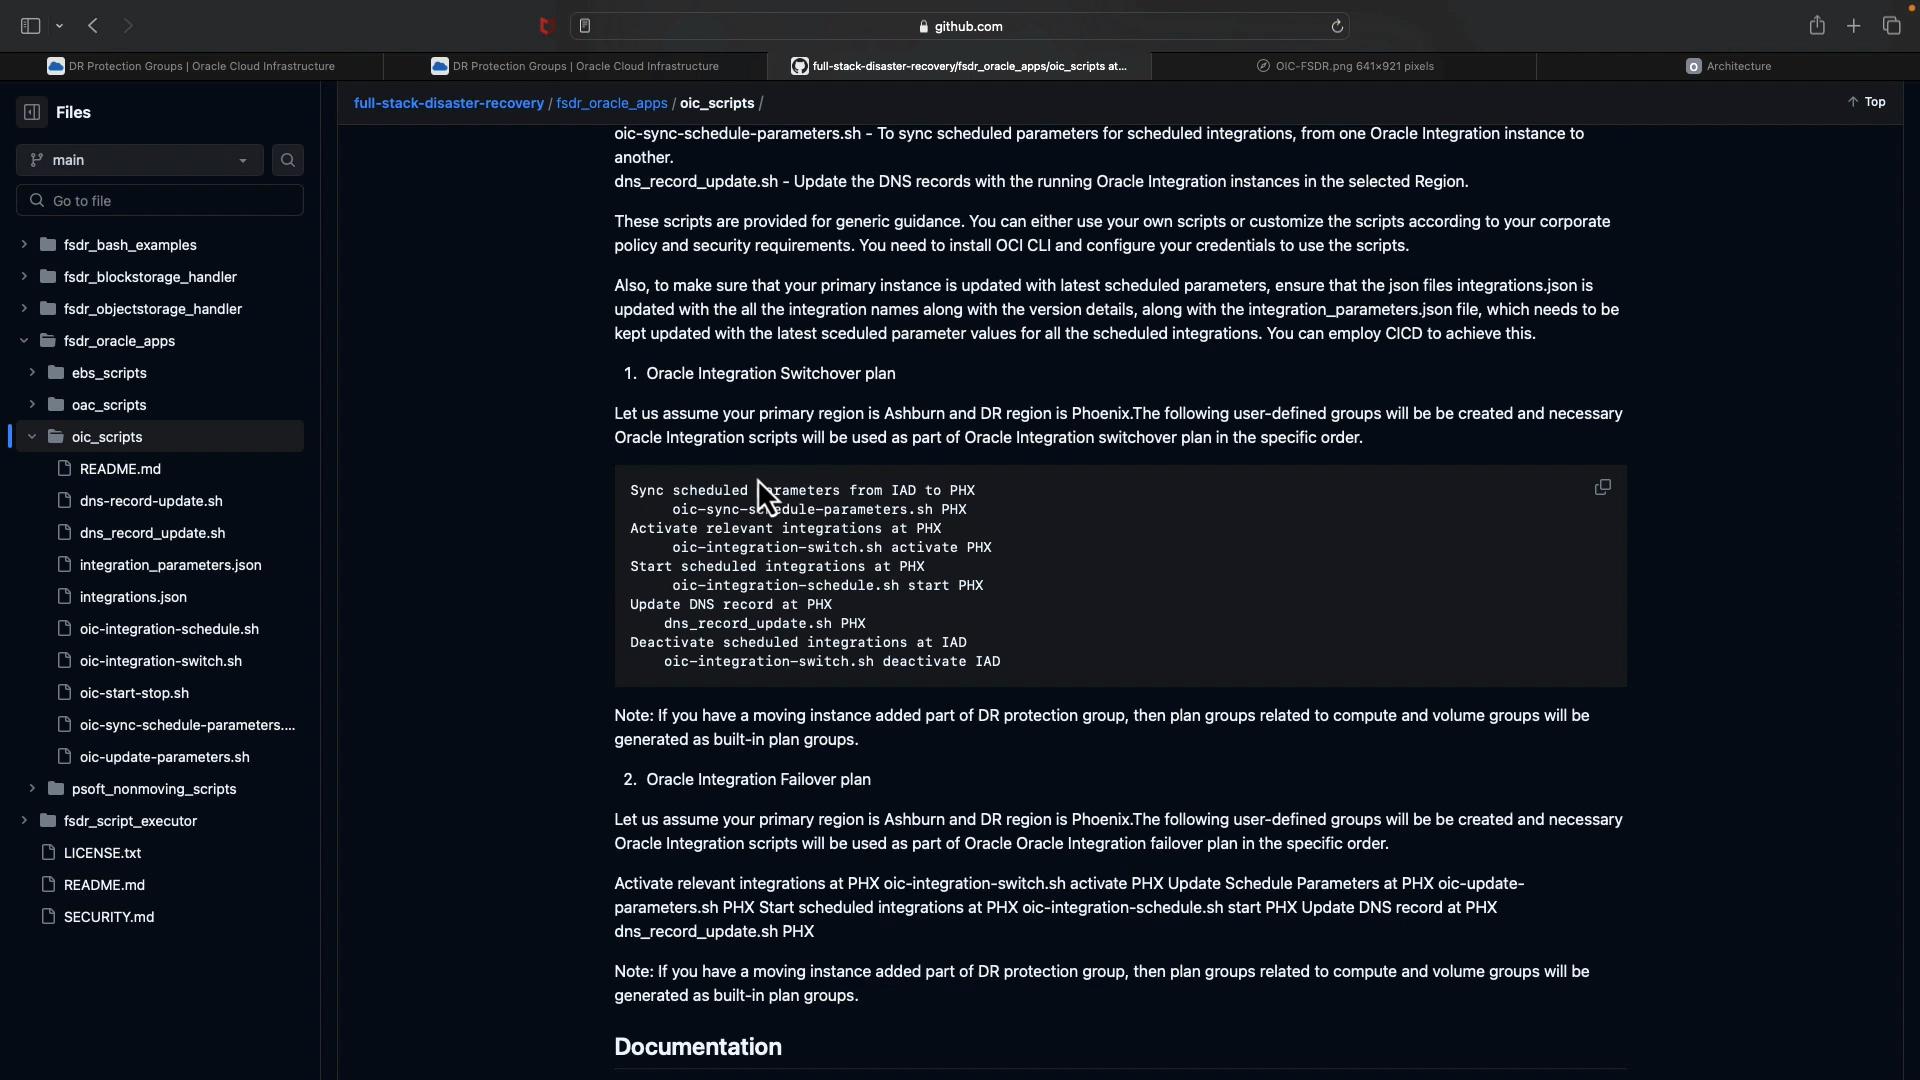 github.com
DR Protection Groups | Oracle Cloud Infrastructure
DR Protection Groups | Oracle Cloud Infrastructure
full-stack-disaster-recovery/fsdr_oracle_apps/oic_scripts at...
OIC-FSDR.png 641×921 pixels
Architecture
Files
main
Go to file
fsdr_bash_examples
fsdr_blockstorage_handler
fsdr_objectstorage_handler
fsdr_oracle_apps
ebs_scripts
oac_scripts
oic_scripts
README.md
dns-record-update.sh
dns_record_update.sh
integration_parameters.json
integrations.json
oic-integration-schedule.sh
oic-integration-switch.sh
oic-start-stop.sh
oic-sync-schedule-parameters....
oic-update-parameters.sh
psoft_nonmoving_scripts
fsdr_script_executor
LICENSE.txt
README.md
SECURITY.md
full-stack-disaster-recovery / fsdr_oracle_apps / oic_scripts /
Top
oic-sync-schedule-parameters.sh - To sync scheduled parameters for scheduled integrations, from one Oracle Integration instance to
another.
dns_record_update.sh - Update the DNS records with the running Oracle Integration instances in the selected Region.
These scripts are provided for generic guidance. You can either use your own scripts or customize the scripts according to your corporate
policy and security requirements. You need to install OCI CLI and configure your credentials to use the scripts.
Also, to make sure that your primary instance is updated with latest scheduled parameters, ensure that the json files integrations.json is
updated with the all the integration names along with the version details, along with the integration_parameters.json file, which needs to be
kept updated with the latest sceduled parameter values for all the scheduled integrations. You can employ CICD to achieve this.
1. Oracle Integration Switchover plan
Let us assume your primary region is Ashburn and DR region is Phoenix.The following user-defined groups will be be created and necessary
Oracle Integration scripts will be used as part of Oracle Integration switchover plan in the specific order.
Sync scheduled parameters from IAD to PHX
oic-sync-schedule-parameters.sh PHX
Activate relevant integrations at PHX
oic-integration-switch.sh activate PHX
Start scheduled integrations at PHX
oic-integration-schedule.sh start PHX
Update DNS record at PHX
dns_record_update.sh PHX
Deactivate scheduled integrations at IAD
oic-integration-switch.sh deactivate IAD
Note: If you have a moving instance added part of DR protection group, then plan groups related to compute and volume groups will be
generated as built-in plan groups.
2. Oracle Integration Failover plan
Let us assume your primary region is Ashburn and DR region is Phoenix.The following user-defined groups will be be created and necessary
Oracle Integration scripts will be used as part of Oracle Oracle Integration failover plan in the specific order.
Activate relevant integrations at PHX oic-integration-switch.sh activate PHX Update Schedule Parameters at PHX oic-update-
parameters.sh PHX Start scheduled integrations at PHX oic-integration-schedule.sh start PHX Update DNS record at PHX
dns_record_update.sh PHX
Note: If you have a moving instance added part of DR protection group, then plan groups related to compute and volume groups will be
generated as built-in plan groups.
Documentation